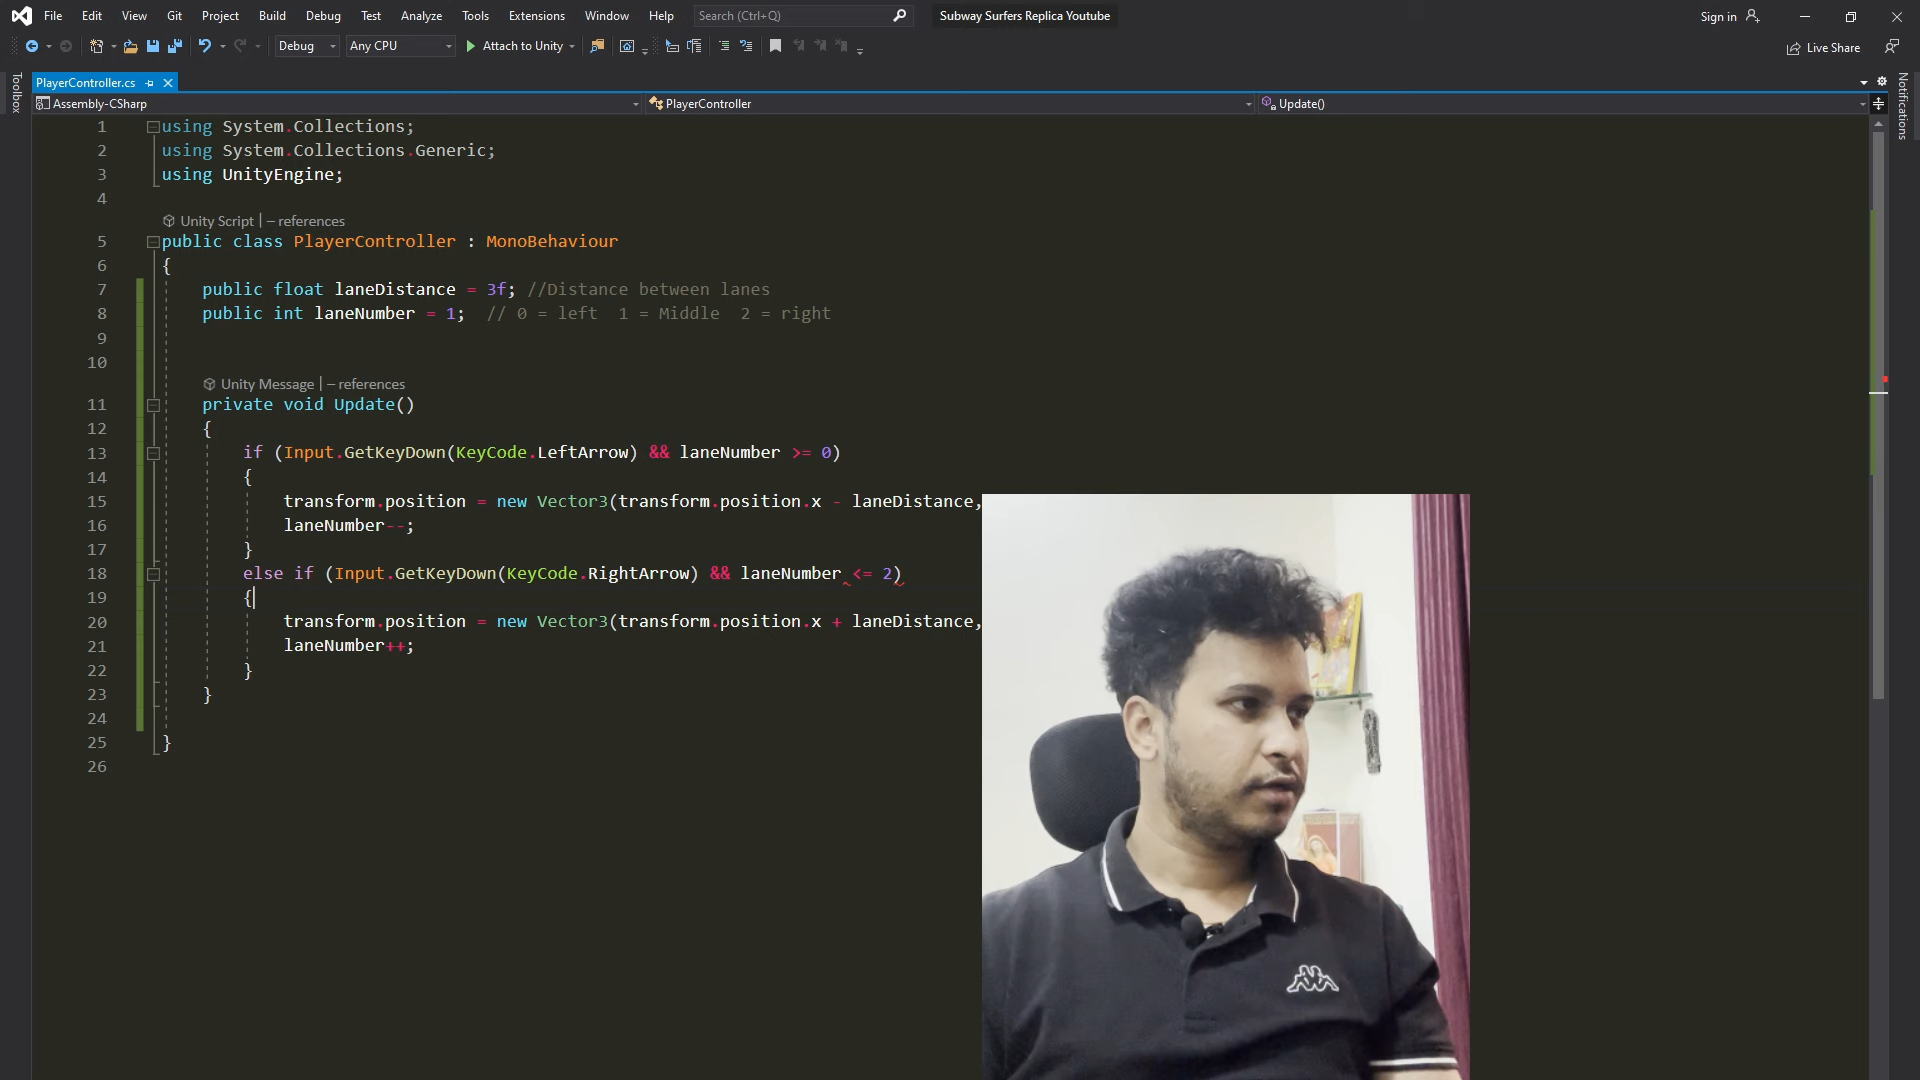 File Edit View Git Project Build Debug Test Analyze Tools Extensions Window Help Search (Ctrl+Q) Subway Surfers Replica Youtube Sign in
Debug Any CPU Attach to Unity Live Share
Toolbox
PlayerController.cs
Notifications
Assembly-CSharp PlayerController Update()
1 using System.Collections;
2 using System.Collections.Generic;
3 using UnityEngine;
4
Unity Script | – references
5 public class PlayerController : MonoBehaviour
6 {
7 public float laneDistance = 3f; //Distance between lanes
8 public int laneNumber = 1; // 0 = left 1 = Middle 2 = right
9
10
Unity Message | – references
11 private void Update()
12 {
13 if (Input.GetKeyDown(KeyCode.LeftArrow) && laneNumber >= 0)
14 {
15 transform.position = new Vector3(transform.position.x - laneDistance,
16 laneNumber--;
17 }
18 else if (Input.GetKeyDown(KeyCode.RightArrow) && laneNumber <= 2)
19 {
20 transform.position = new Vector3(transform.position.x + laneDistance,
21 laneNumber++;
22 }
23 }
24
25 }
26